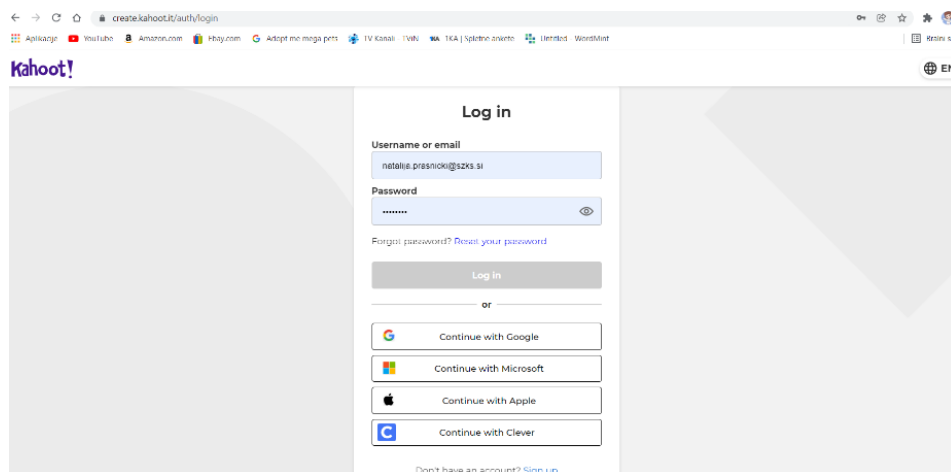 create.kahoot.it/auth/login
Aplikacije YouTube Amazon.com Ebay.com Adopt me mega pets TV Kanali TViN 1KA | Spletne ankete Untitled - WordMint Bralni s
Kahoot! EN
Log in
Username or email
natalija.prasnicki@szks.si
Password
••••••••
Forgot password? Reset your password
Log in
or
Continue with Google
Continue with Microsoft
Continue with Apple
Continue with Clever
Don't have an account? Sign up